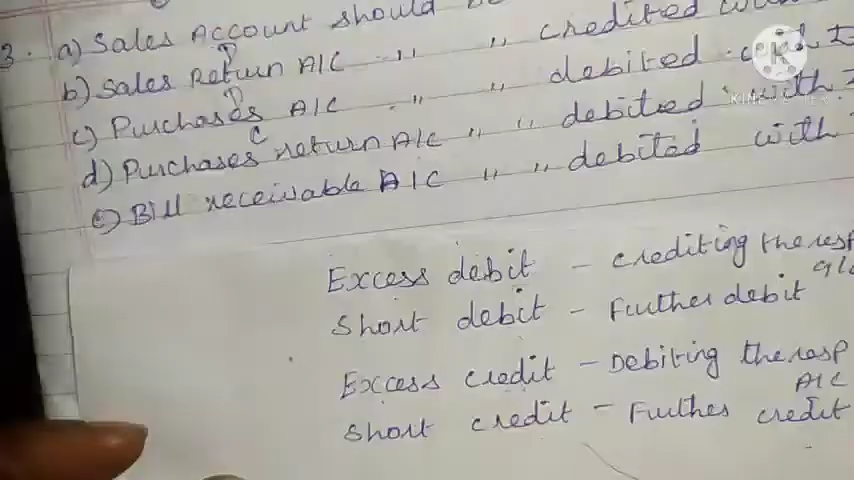 3. a) Sales Account should
b) Sales Return A/C " " credited
c) Purchases A/C " " debited
d) Purchases return A/C " " debited with
e) Bill receivable A/C " " debited with
D
D
C
Excess debit - crediting the resp
a/c
Short debit - Further debit
Excess credit - Debiting the resp
A/C
Short credit - Further credit
K